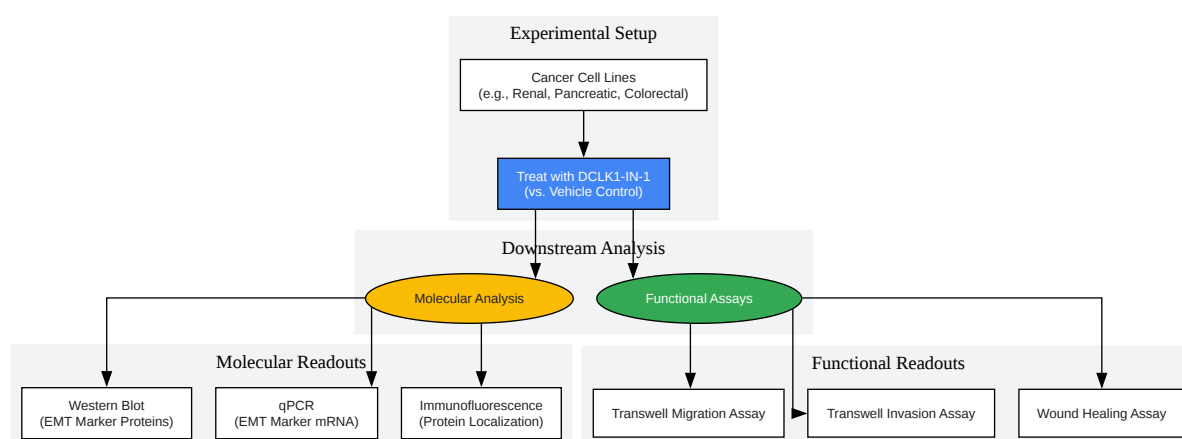 Experimental Setup
Cancer Cell Lines
(e.g., Renal, Pancreatic, Colorectal)
Treat with DCLK1-IN-1
(vs. Vehicle Control)
Downstream Analysis
Molecular Analysis
Functional Assays
Molecular Readouts
Western Blot
(EMT Marker Proteins)
qPCR
(EMT Marker mRNA)
Immunofluorescence
(Protein Localization)
Functional Readouts
Transwell Migration Assay
Transwell Invasion Assay
Wound Healing Assay